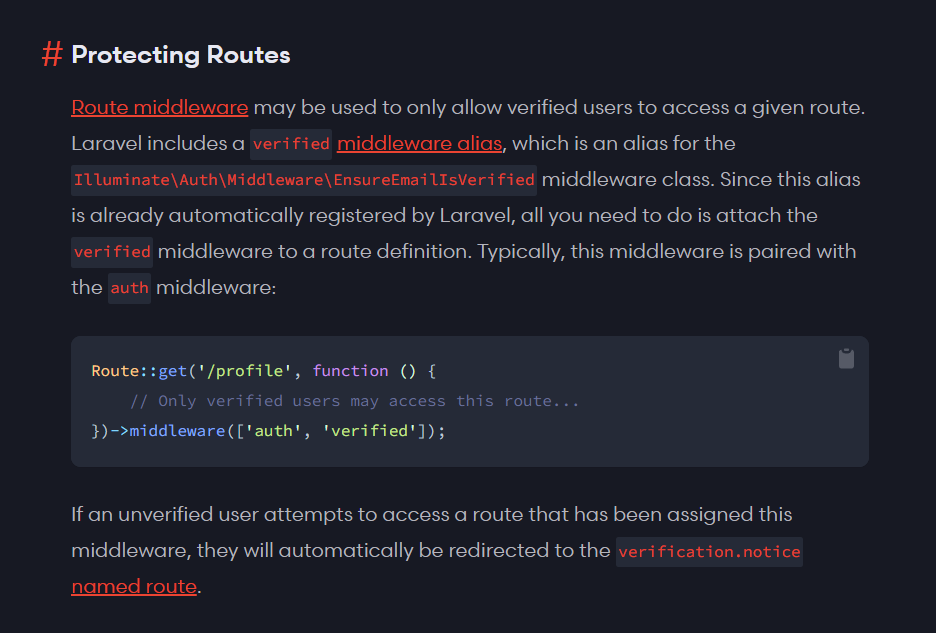 # Protecting Routes
Route middleware may be used to only allow verified users to access a given route.
Laravel includes a verified middleware alias, which is an alias for the
Illuminate\Auth\Middleware\EnsureEmailIsVerified middleware class. Since this alias
is already automatically registered by Laravel, all you need to do is attach the
verified middleware to a route definition. Typically, this middleware is paired with
the auth middleware:
Route::get('/profile', function () {
    // Only verified users may access this route...
})->middleware(['auth', 'verified']);
If an unverified user attempts to access a route that has been assigned this
middleware, they will automatically be redirected to the verification.notice
named route.